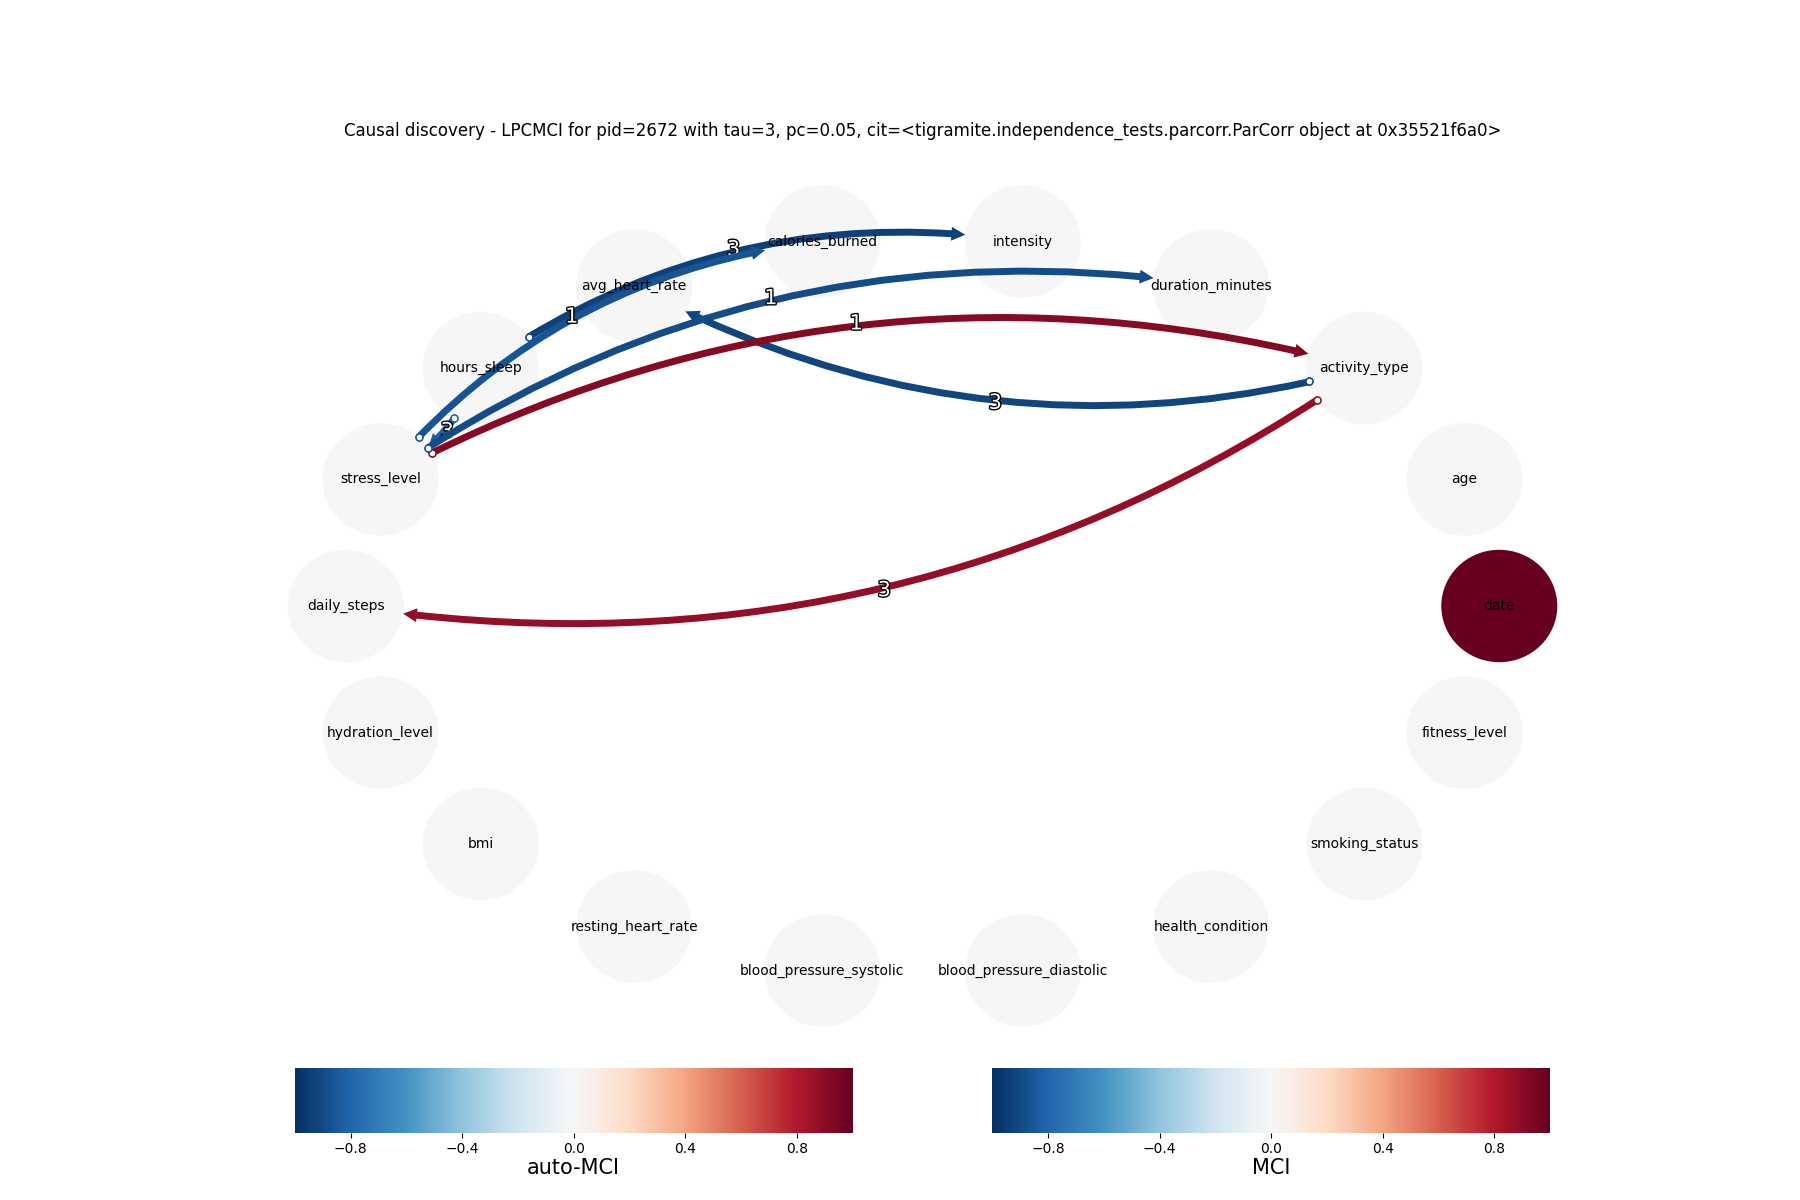 Causal discovery - LPCMCI for pid=2672 with tau=3, pc=0.05, cit=<tigramite.independence_tests.parcorr.ParCorr object at 0x35521f6a0>
calories_burned
intensity
3
avg_heart_rate
duration_minutes
1
1
1
hours_sleep
activity_type
3
stress_level
age
3
daily_steps
date
hydration_level
fitness_level
bmi
smoking_status
resting_heart_rate
health_condition
blood_pressure_systolic
blood_pressure_diastolic
−0.8 −0.4 0.0 0.4 0.8
auto-MCI
−0.8 −0.4 0.0 0.4 0.8
MCI